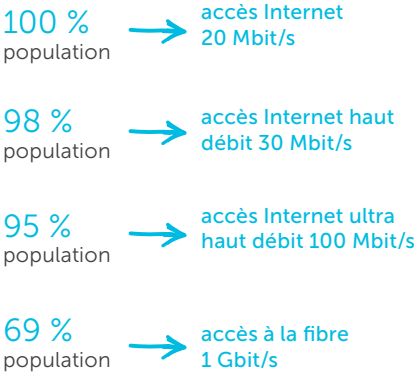 100 %
population
accès Internet
20 Mbit/s
98 %
population
accès Internet haut
débit 30 Mbit/s
95 %
population
accès Internet ultra
haut débit 100 Mbit/s
69 %
population
accès à la fibre
1 Gbit/s